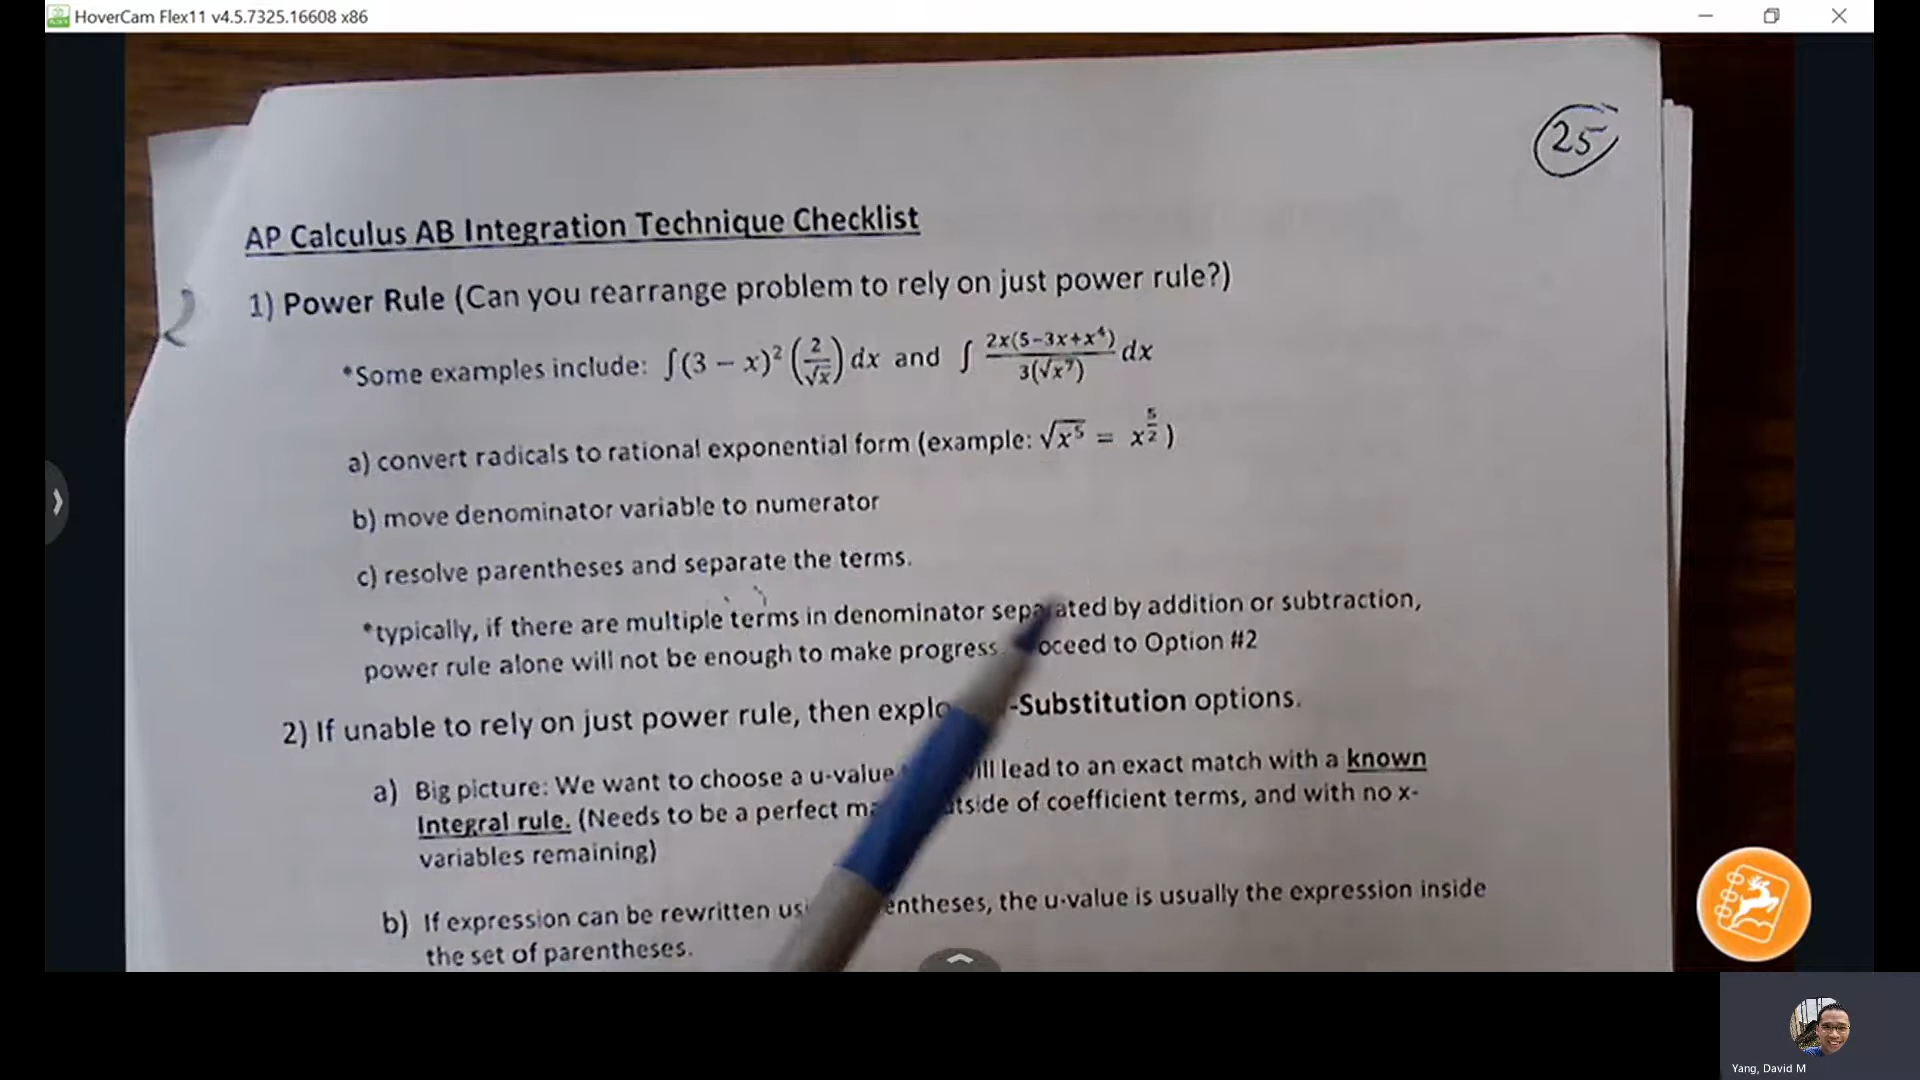 HoverCam Flex11 v4.5.7325.16608 x86
25
AP Calculus AB Integration Technique Checklist
1) Power Rule (Can you rearrange problem to rely on just power rule?)
*Some examples include: ∫(3 − x)² (2/√x) dx and ∫ 2x(5−3x+x⁴)/3(√x⁷) dx
a) convert radicals to rational exponential form (example: √x⁵ = x^(5/2))
b) move denominator variable to numerator
c) resolve parentheses and separate the terms.
*typically, if there are multiple terms in denominator separated by addition or subtraction,
power rule alone will not be enough to make progress. oceed to Option #2
2) If unable to rely on just power rule, then explo -Substitution options.
a) Big picture: We want to choose a u-value ll lead to an exact match with a known
Integral rule. (Needs to be a perfect ma tside of coefficient terms, and with no x-
variables remaining)
b) If expression can be rewritten us entheses, the u-value is usually the expression inside
the set of parentheses.
Yang, David M